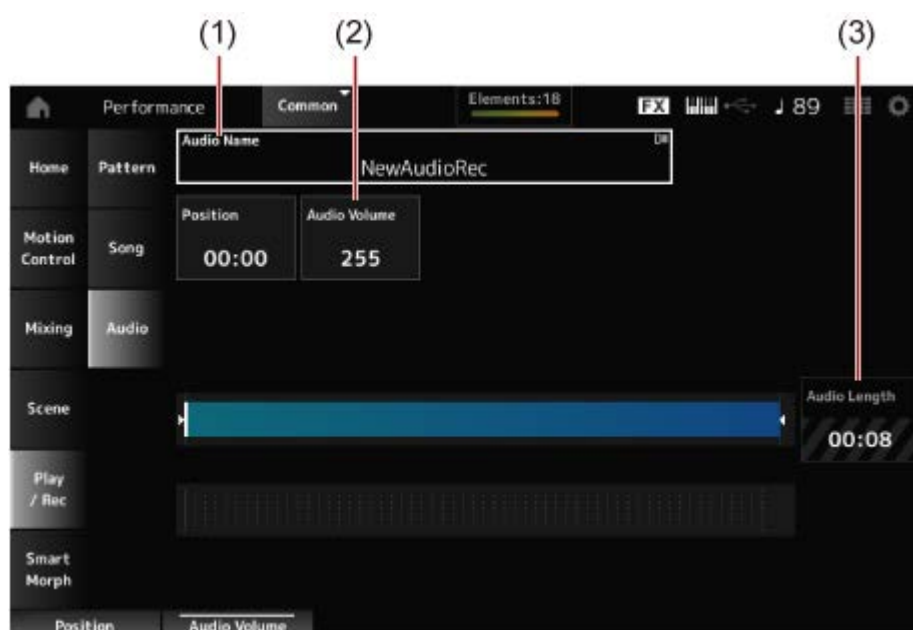 (1) (2) (3)
Performance Common Elements:18 FX ♩ 89
Audio Name
NewAudioRec
Home Pattern
Position Audio Volume
00:00 255
Motion
Control
Song
Mixing Audio
Scene
Audio Length
00:08
Play
/ Rec
Smart
Morph
Position Audio Volume